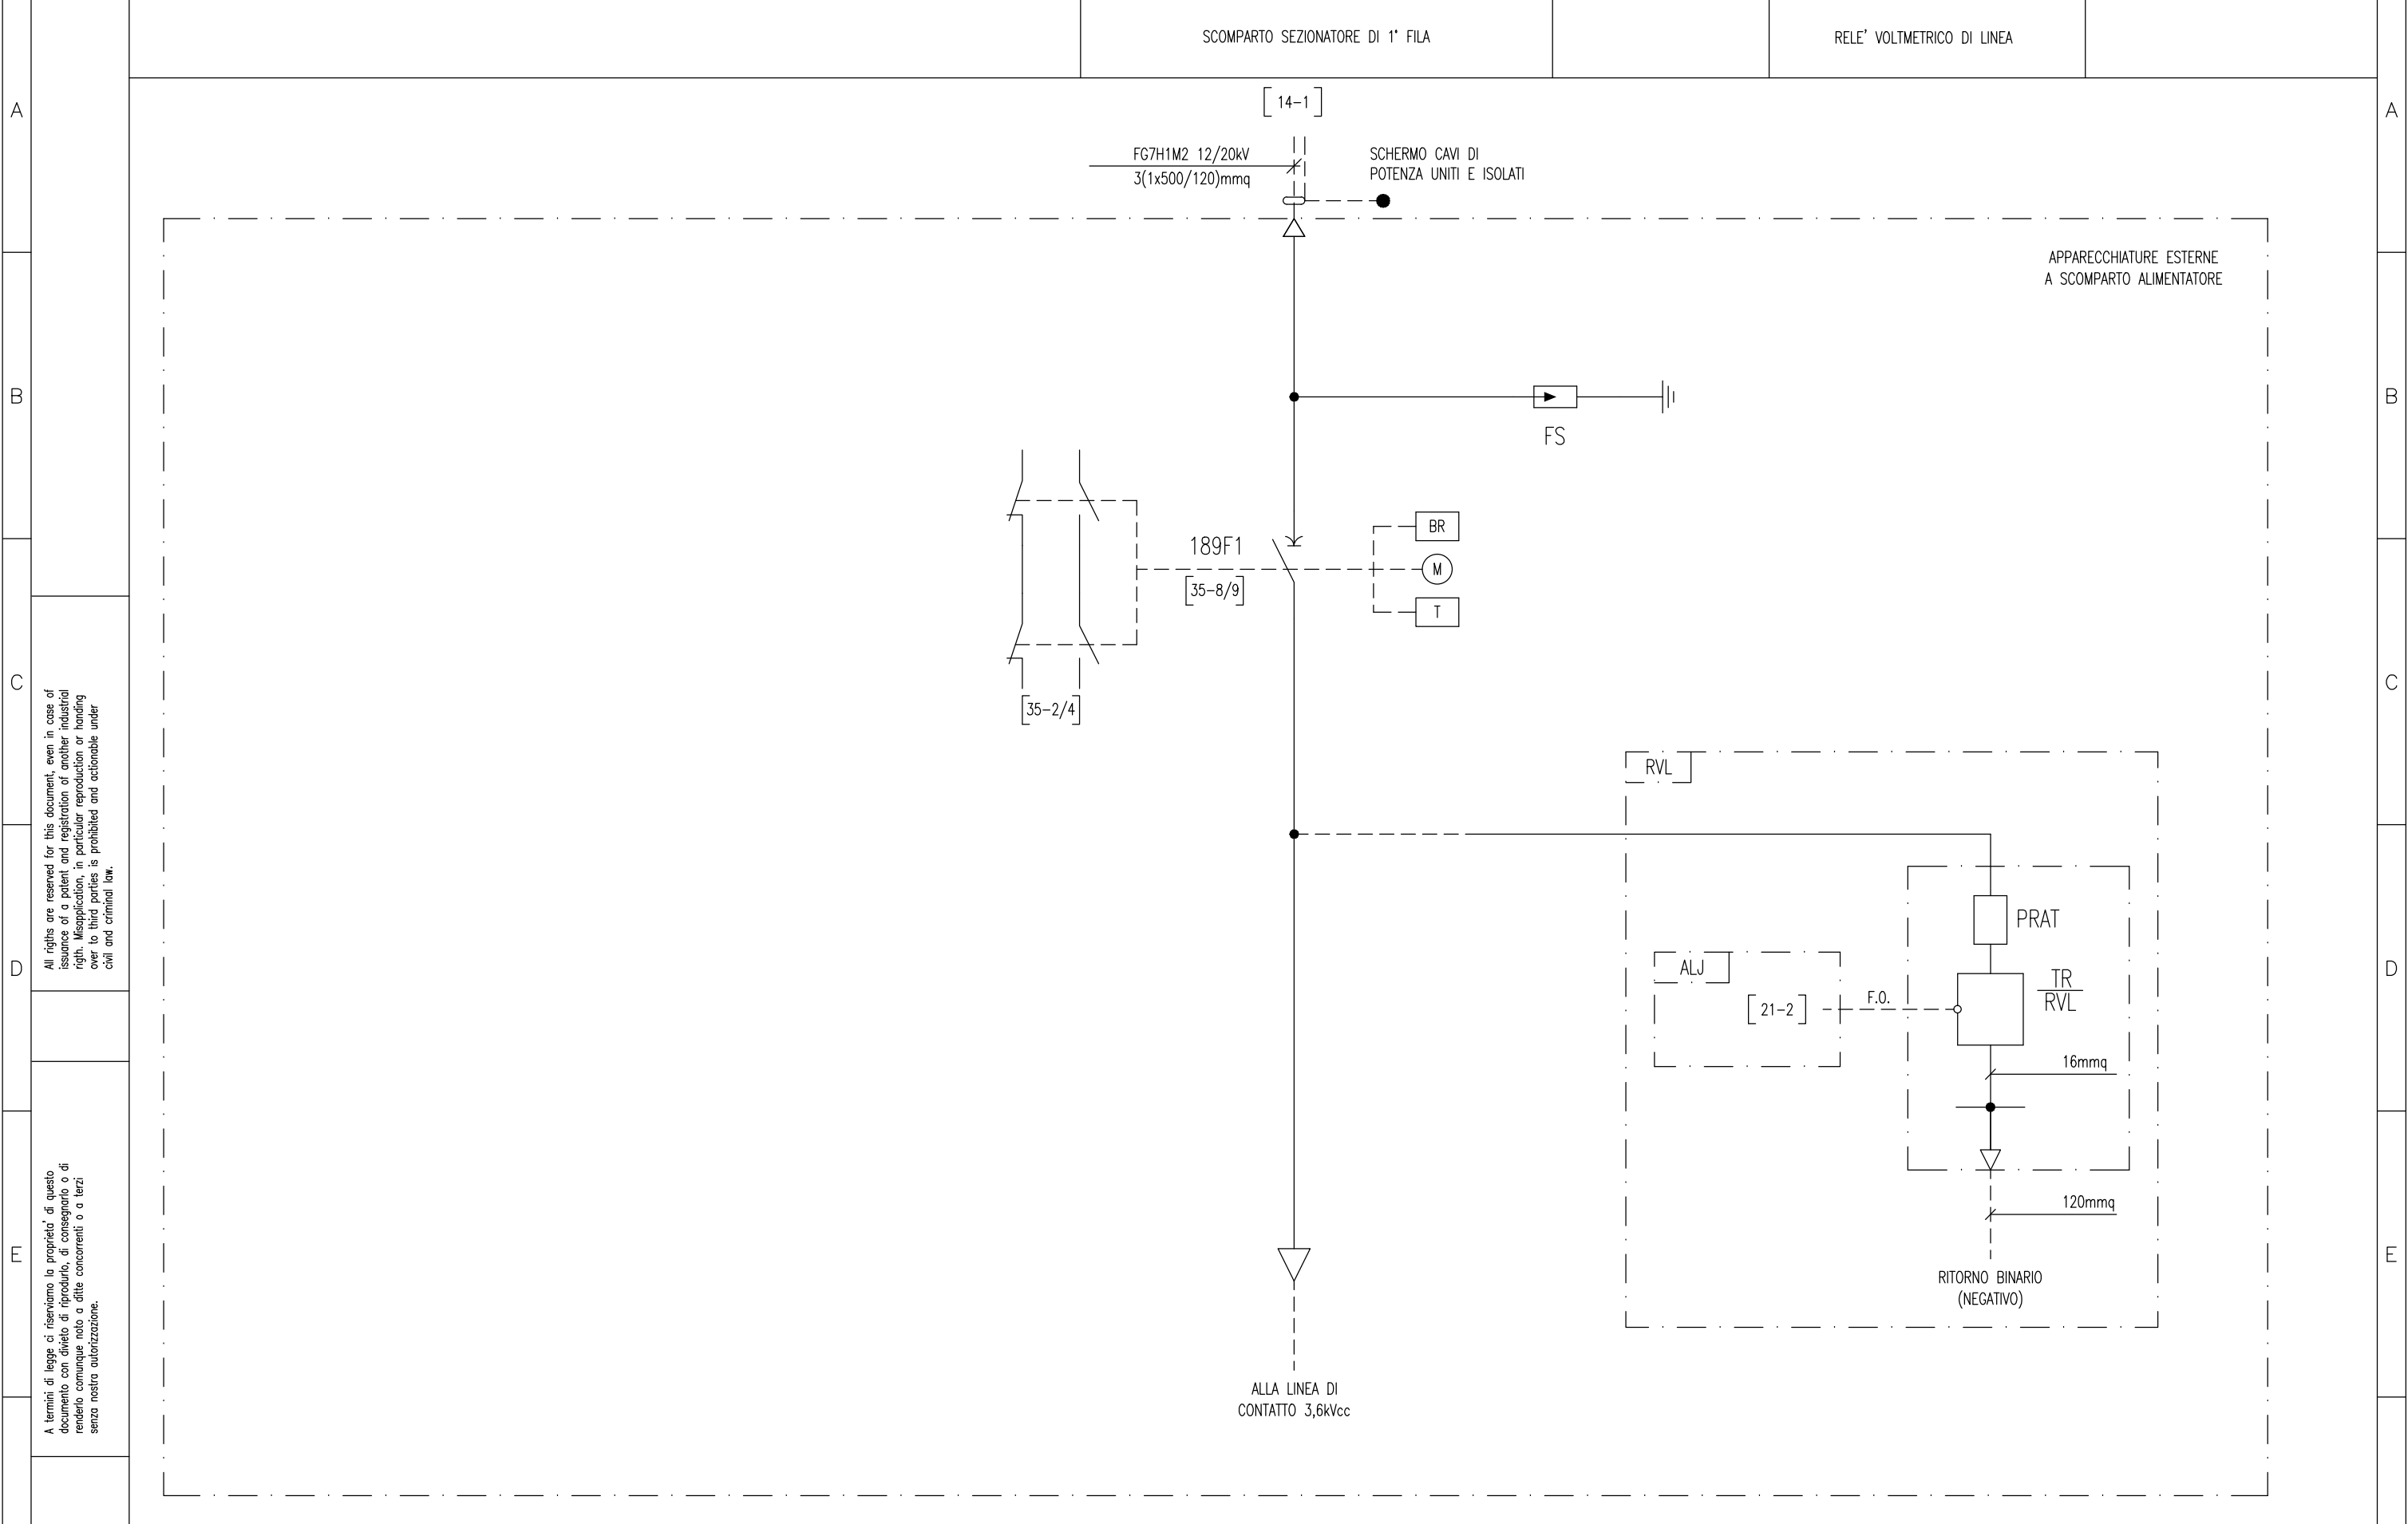 SCOMPARTO SEZIONATORE DI 1° FILA
RELE' VOLTMETRICO DI LINEA
A
A
[ 14-1 ]
FG7H1M2 12/20kV
3(1x500/120)mmq
SCHERMO CAVI DI
POTENZA UNITI E ISOLATI
APPARECCHIATURE ESTERNE
A SCOMPARTO ALIMENTATORE
B
B
FS
189F1
[35-8/9]
BR
M
T
C
C
[35-2/4]
RVL
PRAT
D
D
ALJ
[ 21-2 ]
F.O.
TR
RVL
16mmq
120mmq
E
E
RITORNO BINARIO
(NEGATIVO)
ALLA LINEA DI
CONTATTO 3,6kVcc
All rigths are reserved for this document, even in case of
issuance of a patent and registration of another industrial
rigth. Misapplication, in particular reproduction or handing
over to third parties is prohibited and actionable under
civil and criminal law.
A termini di legge ci riserviamo la proprieta' di questo
documento con divieto di riprodurlo, di consegnarlo o di
renderlo comunque noto a ditte concorrenti o a terzi
senza nostra autorizzazione.